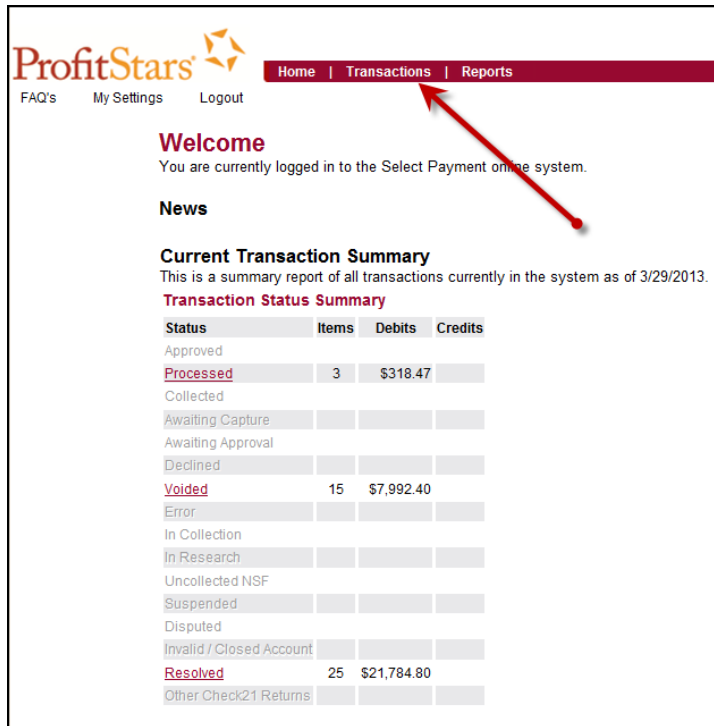 ProfitStars
Home | Transactions | Reports
FAQ's My Settings Logout
Welcome
You are currently logged in to the Select Payment online system.
News
Current Transaction Summary
This is a summary report of all transactions currently in the system as of 3/29/2013.
Transaction Status Summary
Status Items Debits Credits
Approved
Processed 3 $318.47
Collected
Awaiting Capture
Awaiting Approval
Declined
Voided 15 $7,992.40
Error
In Collection
In Research
Uncollected NSF
Suspended
Disputed
Invalid / Closed Account
Resolved 25 $21,784.80
Other Check21 Returns